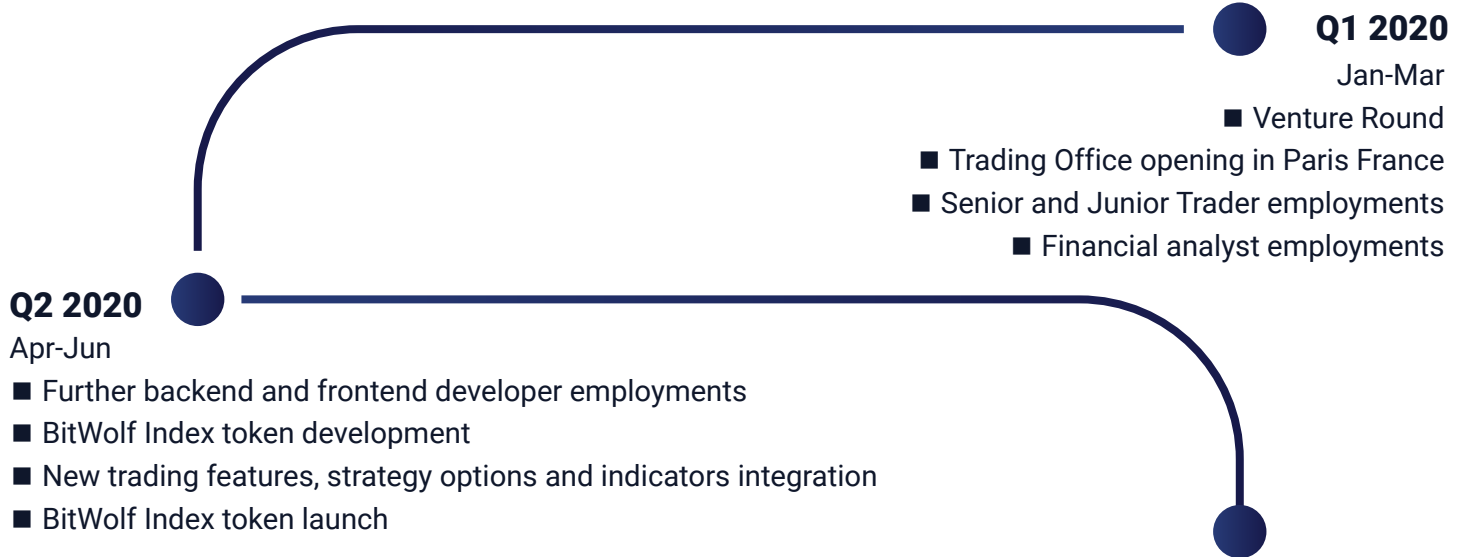 Q1 2020
Jan-Mar
■ Venture Round
■ Trading Office opening in Paris France
■ Senior and Junior Trader employments
■ Financial analyst employments
Q2 2020
Apr-Jun
■ Further backend and frontend developer employments
■ BitWolf Index token development
■ New trading features, strategy options and indicators integration
■ BitWolf Index token launch